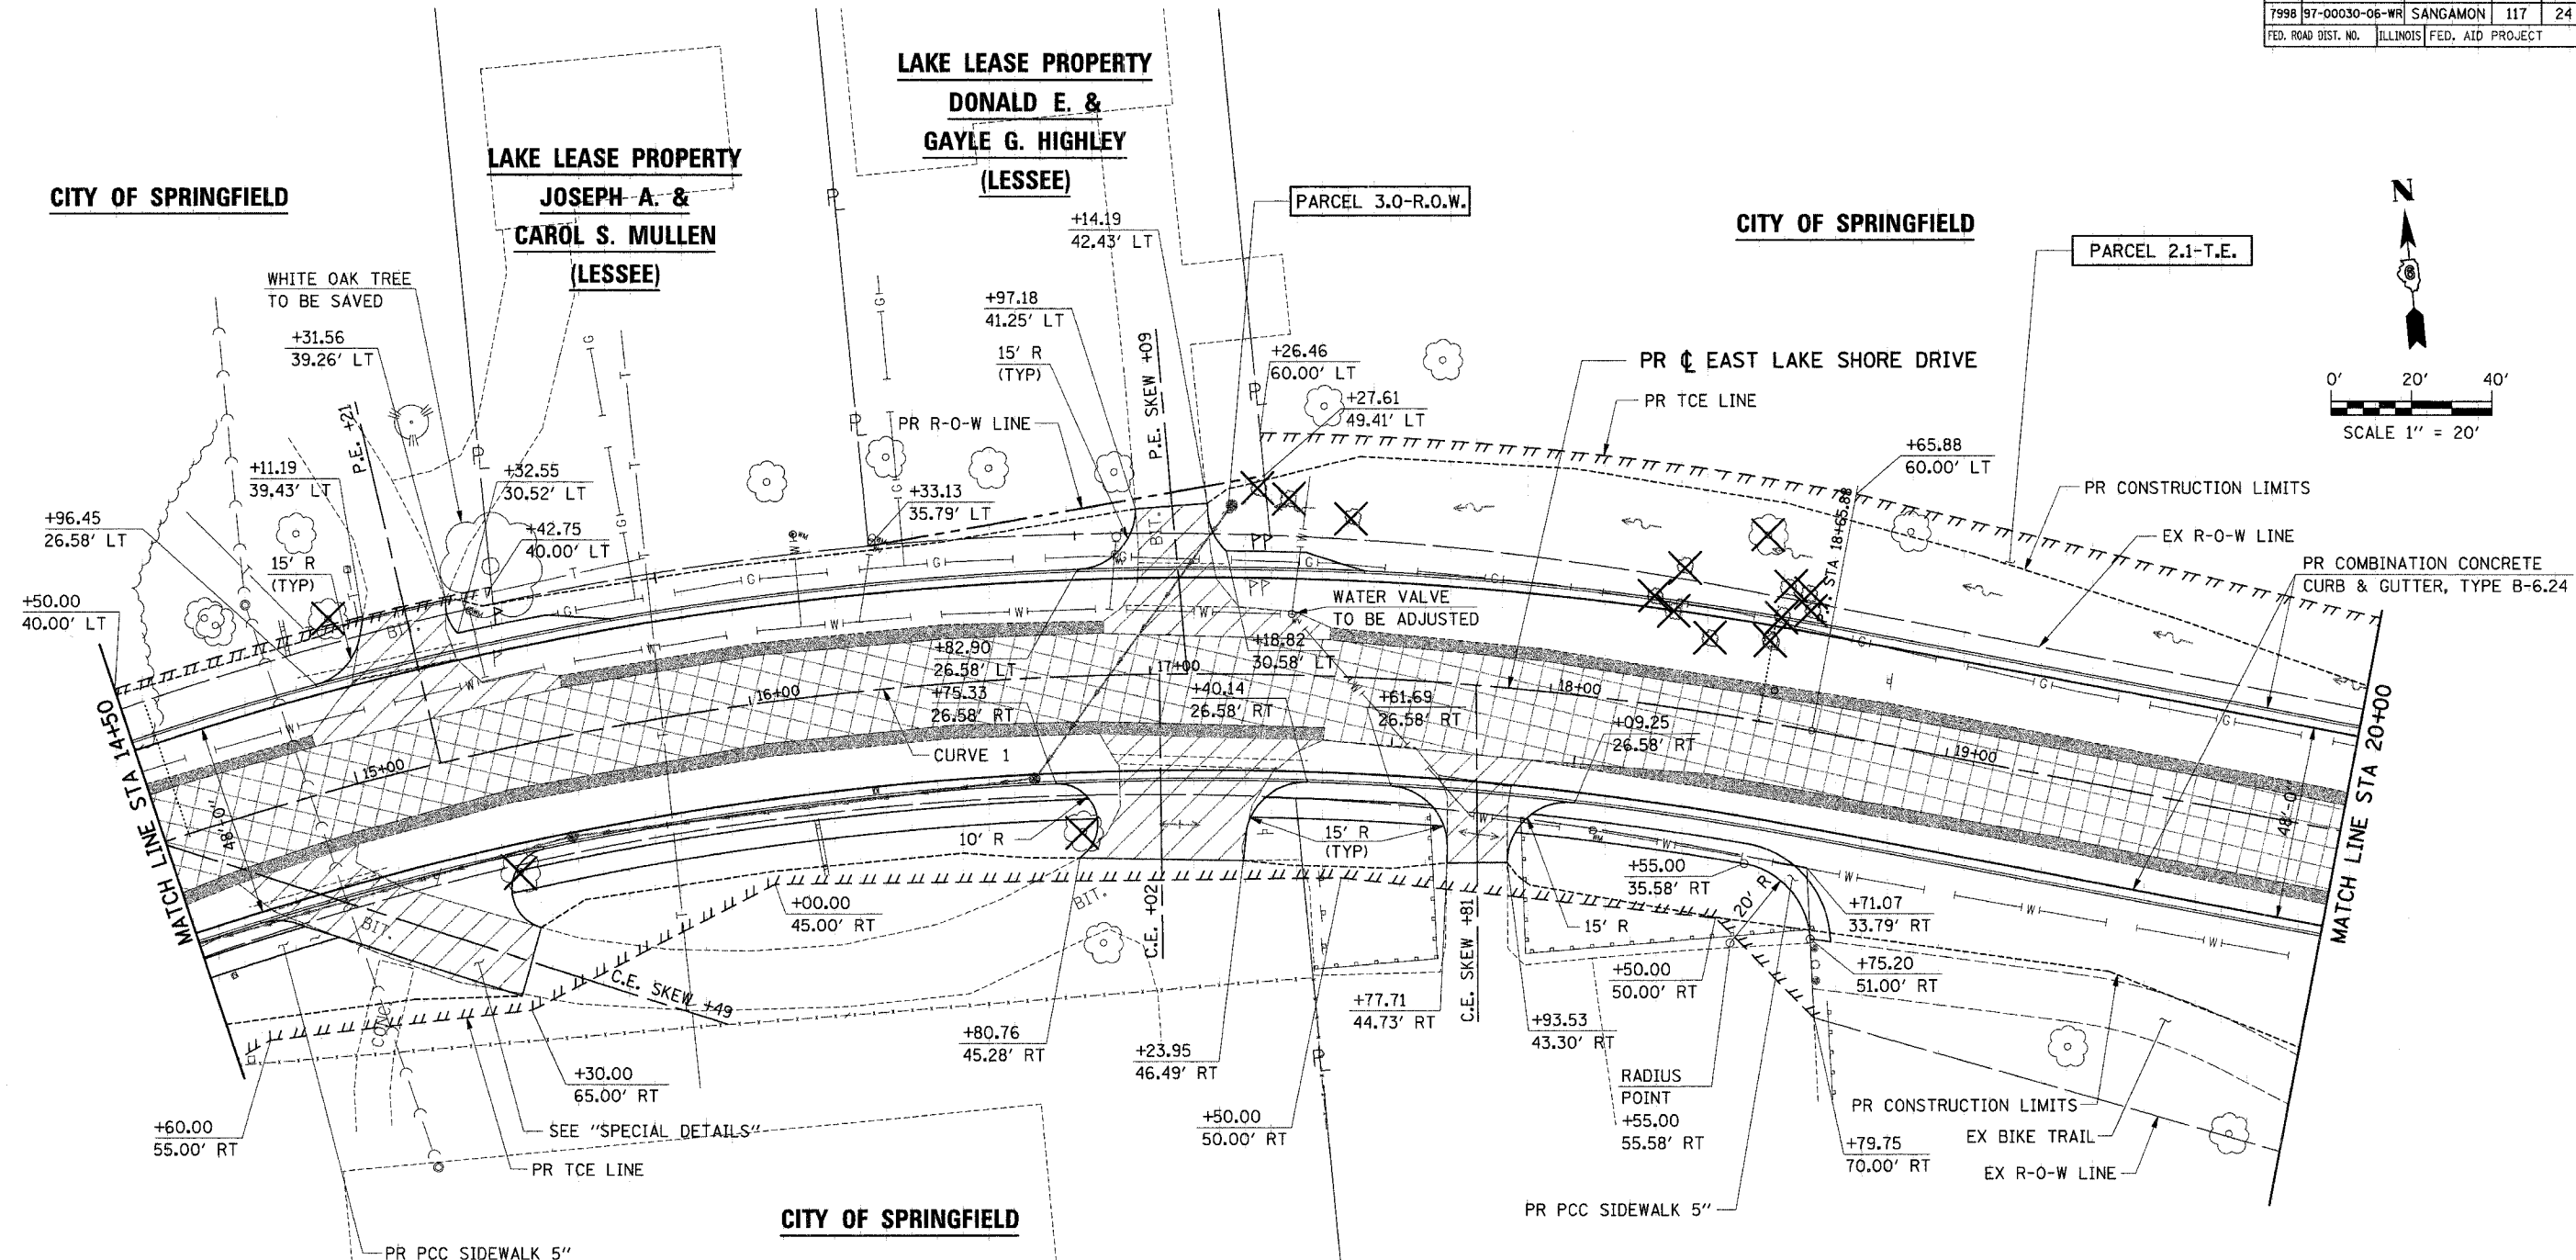 7998 97-00030-06-WR SANGAMON 117 24
FED. ROAD DIST. NO. ILLINOIS FED. AID PROJECT
LAKE LEASE PROPERTY
DONALD E. &
GAYLE G. HIGHLEY
(LESSEE)
LAKE LEASE PROPERTY
JOSEPH A. &
CAROL S. MULLEN
(LESSEE)
CITY OF SPRINGFIELD
PARCEL 3.0-R.O.W.
CITY OF SPRINGFIELD
PARCEL 2.1-T.E.
N
0' 20' 40'
SCALE 1" = 20'
WHITE OAK TREE
TO BE SAVED
+31.56
39.26' LT
+14.19
42.43' LT
+97.18
41.25' LT
15' R
(TYP)
P.E. SKEW +09
+26.46
60.00' LT
+27.61
49.41' LT
PR ℄ EAST LAKE SHORE DRIVE
PR TCE LINE
PR R-O-W LINE
P.E. +21
+11.19
39.43' LT
+32.55
30.52' LT
+42.75
40.00' LT
+33.13
35.79' LT
+65.88
60.00' LT
P.T. STA 18+65.88
PR CONSTRUCTION LIMITS
EX R-O-W LINE
PR COMBINATION CONCRETE
CURB & GUTTER, TYPE B-6.24
+96.45
26.58' LT
15' R
(TYP)
+50.00
40.00' LT
BIT.
BIT.
WATER VALVE
TO BE ADJUSTED
+82.90
26.58' LT
+75.33
26.58' RT
+18.82
30.58' LT
+40.14
26.58' RT
+61.69
26.58' RT
+09.25
26.58' RT
15+00
16+00
17+00
18+00
19+00
CURVE 1
MATCH LINE STA 14+50
MATCH LINE STA 20+00
48'-0"
48'-0"
10' R
15' R
(TYP)
15' R
20' R
+55.00
35.58' RT
+71.07
33.79' RT
+00.00
45.00' RT
BIT.
BIT.
CONC.
C.E. SKEW +49
C.E. +02
C.E. SKEW +81
+50.00
50.00' RT
+75.20
51.00' RT
+77.71
44.73' RT
+93.53
43.30' RT
+80.76
45.28' RT
+23.95
46.49' RT
+30.00
65.00' RT
+60.00
55.00' RT
SEE "SPECIAL DETAILS"
PR TCE LINE
+50.00
50.00' RT
RADIUS
POINT
+55.00
55.58' RT
PR CONSTRUCTION LIMITS
EX BIKE TRAIL
+79.75
70.00' RT
EX R-O-W LINE
PR PCC SIDEWALK 5"
CITY OF SPRINGFIELD
PR PCC SIDEWALK 5"